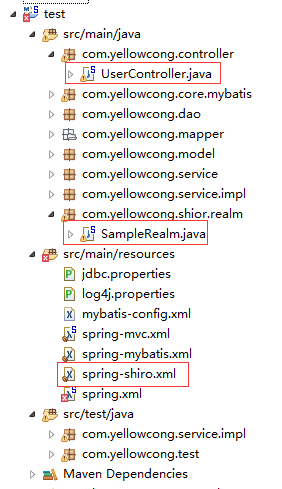 test
src/main/java
com.yellowcong.controller
UserController.java
com.yellowcong.core.mybatis
com.yellowcong.dao
com.yellowcong.mapper
com.yellowcong.model
com.yellowcong.service
com.yellowcong.service.impl
com.yellowcong.shior.realm
SampleRealm.java
src/main/resources
jdbc.properties
log4j.properties
mybatis-config.xml
spring-mvc.xml
spring-mybatis.xml
spring-shiro.xml
spring.xml
src/test/java
com.yellowcong.service.impl
com.yellowcong.test
Maven Dependencies